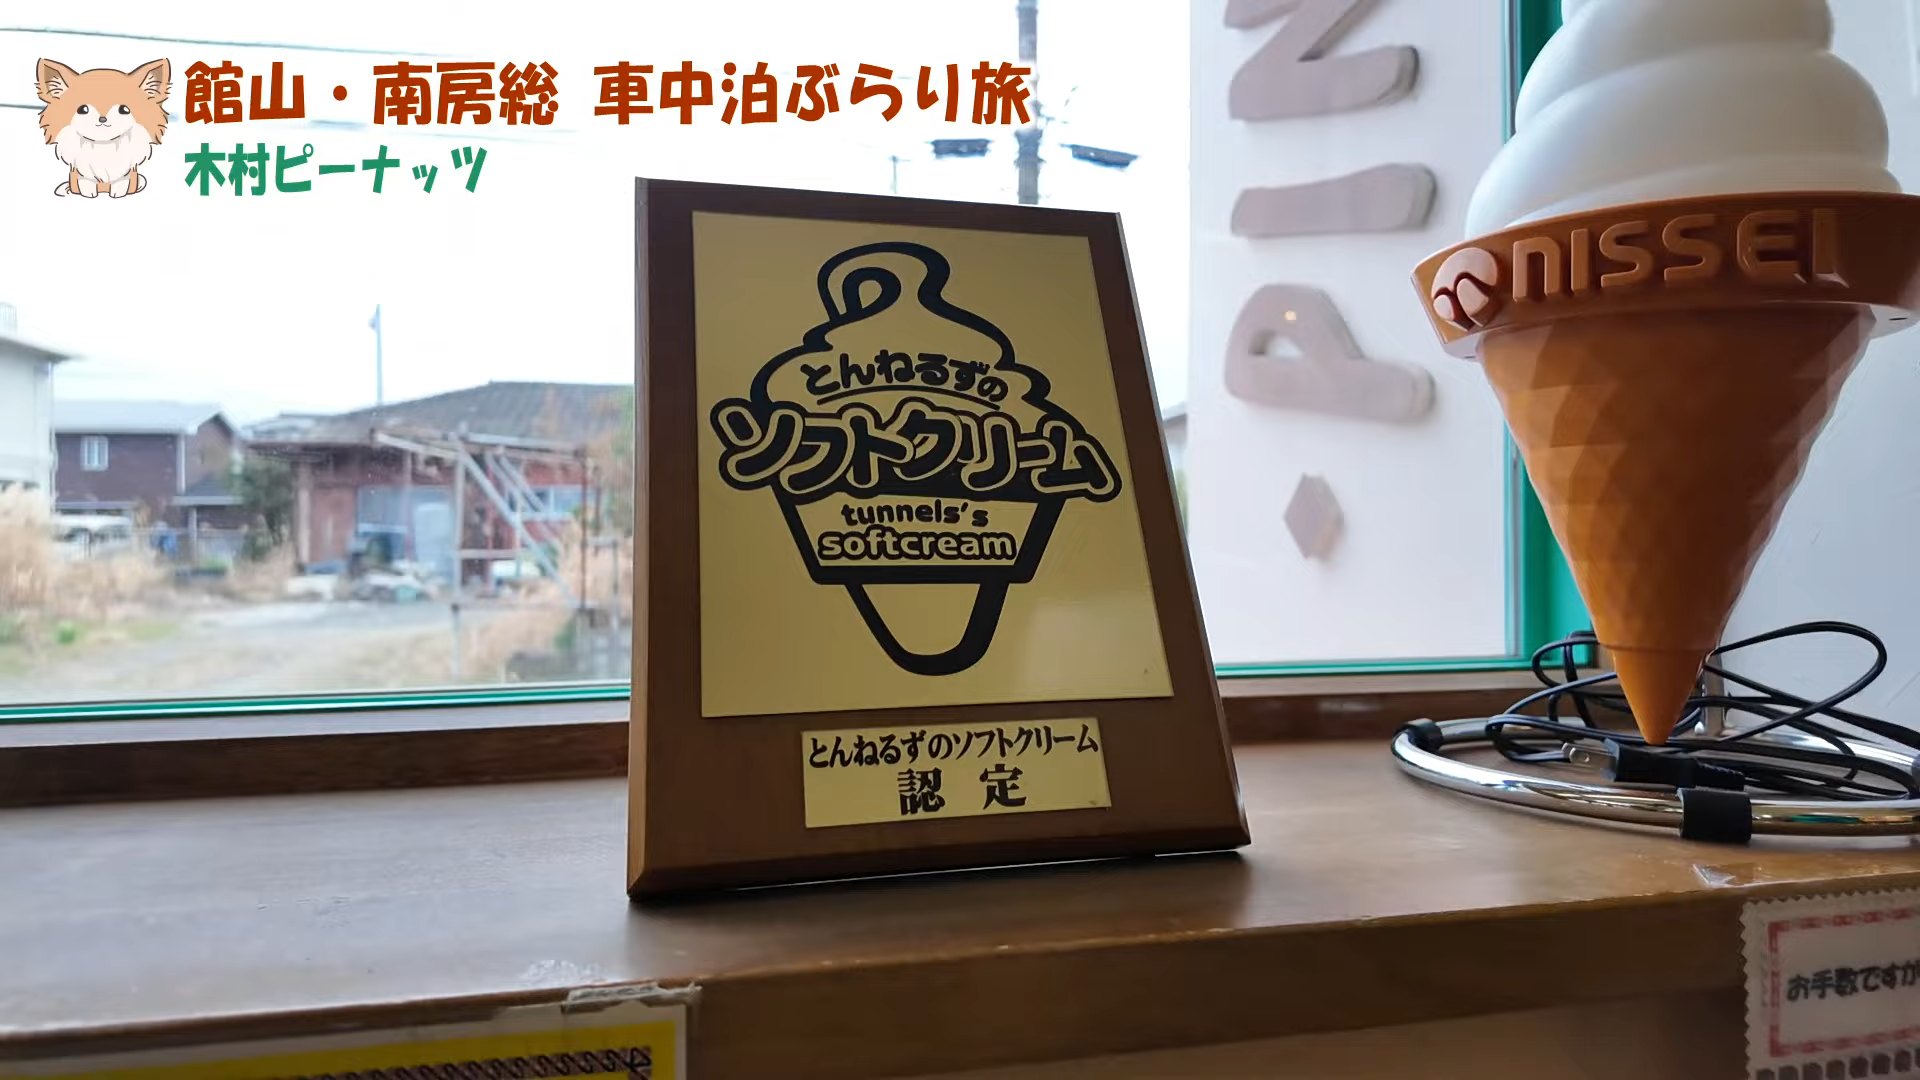 館山・南房総 車中泊ぶらり旅
木村ピーナッツ
とんねるずの
ソフトクリーム
tunnels's
softcream
とんねるずのソフトクリーム
認 定
NISSEI
お手数ですが